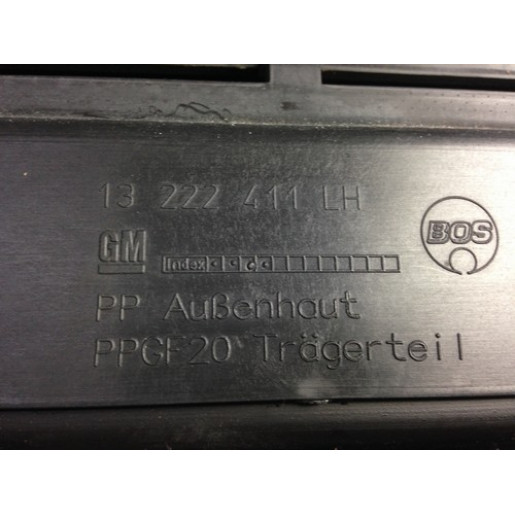 13 222 411 LH
GM
Index
BOS
PP Außenhaut
PPGF20 Trägerteil